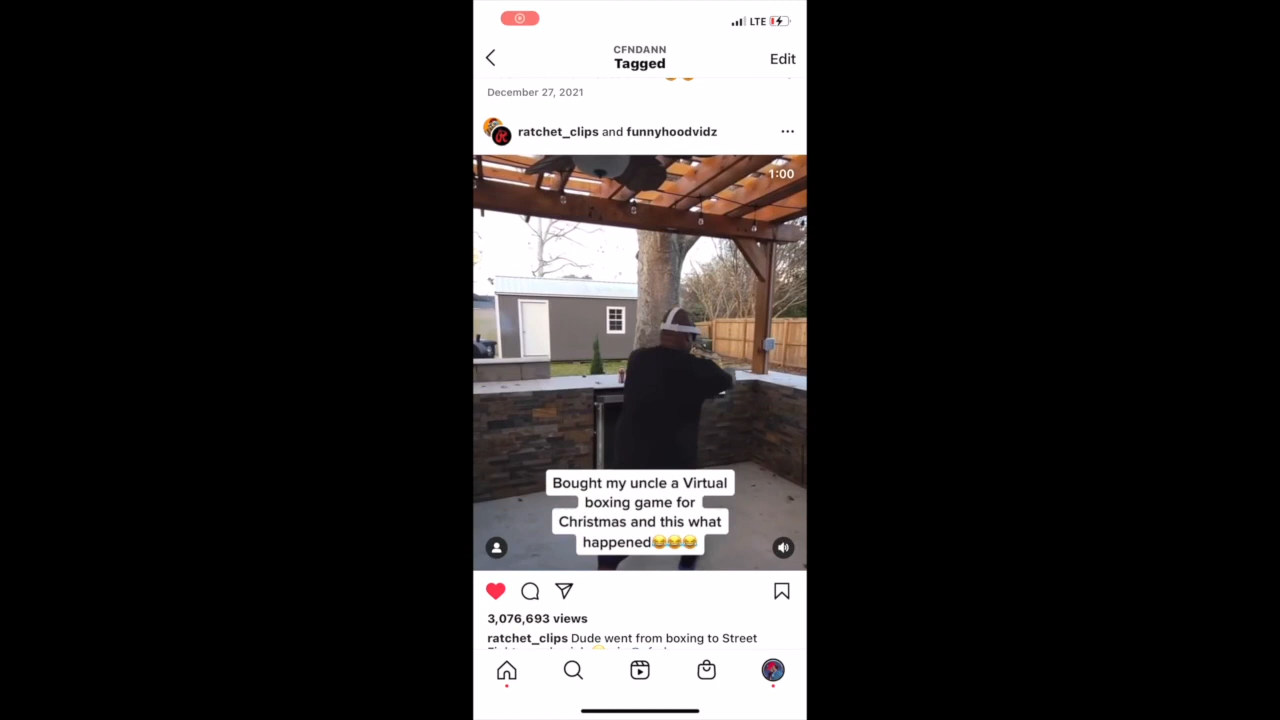 LTE
CFNDANN
Tagged
Edit
December 27, 2021
ratchet_clips and funnyhoodvidz
1:00
Bought my uncle a Virtual
boxing game for
Christmas and this what
happened😂😂😂
3,076,693 views
ratchet_clips Dude went from boxing to Street